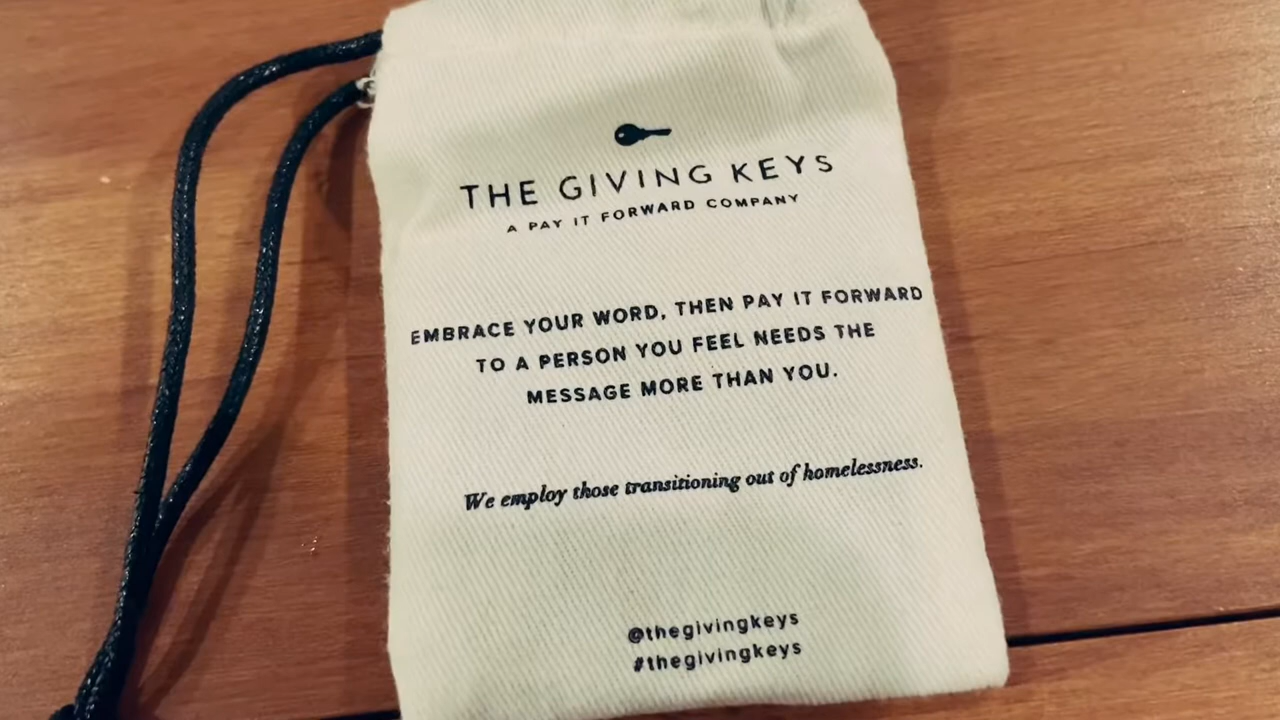 THE GIVING KEYS
A PAY IT FORWARD COMPANY
EMBRACE YOUR WORD, THEN PAY IT FORWARD
TO A PERSON YOU FEEL NEEDS THE
MESSAGE MORE THAN YOU.
We employ those transitioning out of homelessness.
@thegivingkeys
#thegivingkeys